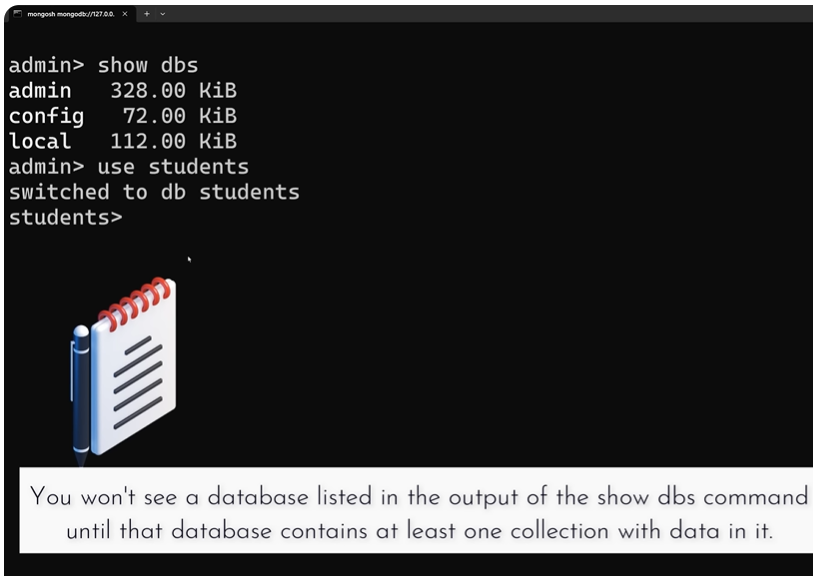 mongosh mongodb://127.0.0.
admin> show dbs
admin 328.00 KiB
config 72.00 KiB
local 112.00 KiB
admin> use students
switched to db students
students>
You won't see a database listed in the output of the show dbs command
until that database contains at least one collection with data in it.